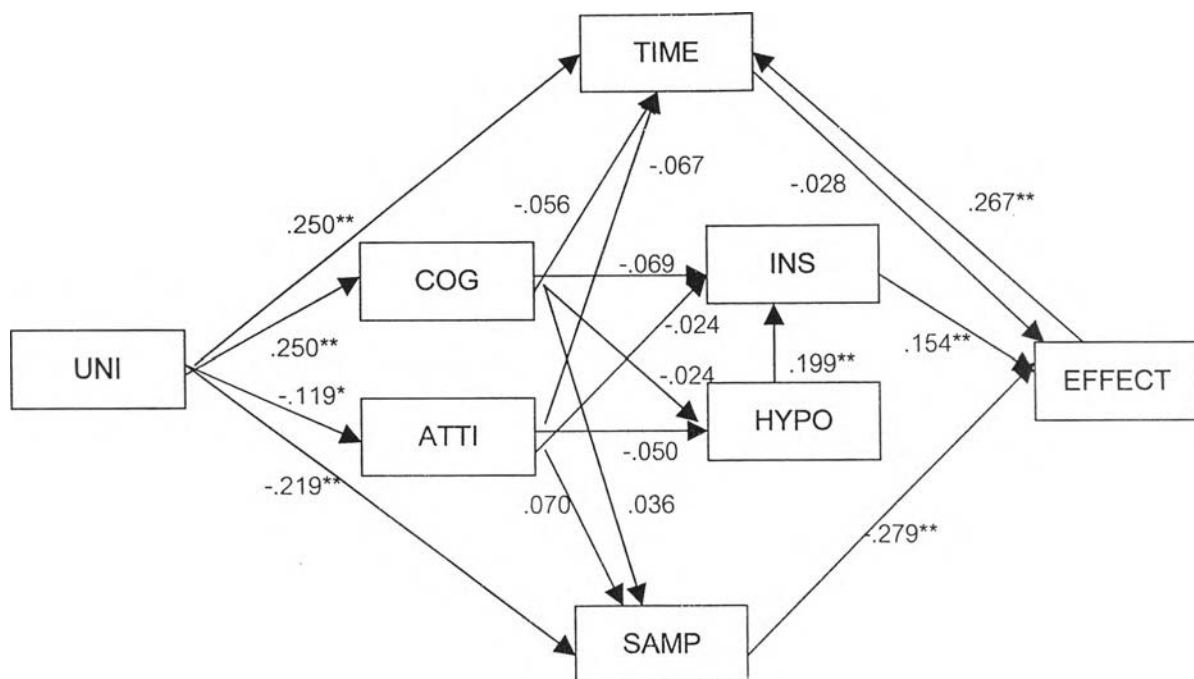 TIME
-.067
-.028
-.056
.267**
.250**
COG
-.069
INS
-.024
UNI
.250**
-.119*
ATTI
-.024
.199**
.154**
EFFECT
HYPO
-.050
-.219**
.070
.036
-.279**
SAMP